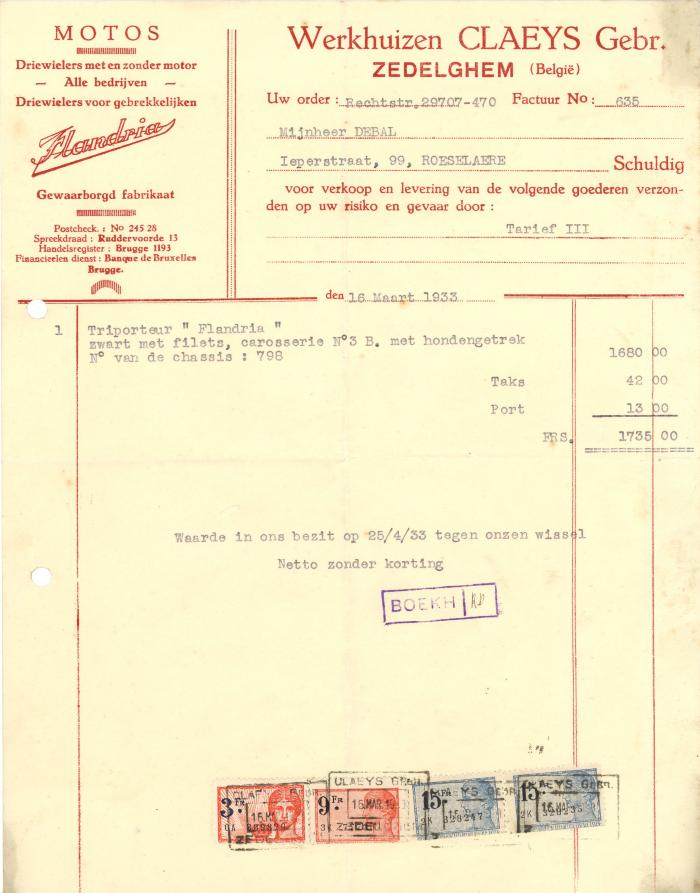 MOTOS
Driewielers met en zonder motor
— Alle bedrijven —
Driewielers voor gebrekkelijken
Flandria
Gewaarborgd fabrikaat
Postcheck. : No 245 28
Spreekdraad : Ruddervoorde 13
Handelsregister : Brugge 1193
Financieelen dienst : Banque de Bruxelles
Brugge.
Werkhuizen CLAEYS Gebr.
ZEDELGHEM (België)
Uw order : Rechtstr.29707-470 Factuur No : 635
Mijnheer DEBAL
Ieperstraat, 99, ROESELAERE Schuldig
voor verkoop en levering van de volgende goederen verzon-
den op uw risiko en gevaar door :
Tarief III
den 16 Maart 1933
1 Triporteur " Flandria "
zwart met filets, carosserie N°3 B. met hondengetrek
N° van de chassis : 798 1680 00
Taks 42 00
Port 13 00
FRS. 1735 00
Waarde in ons bezit op 25/4/33 tegen onzen wissel
Netto zonder korting
BOEKH
CLAEYS Gebr.
3 Fr
9 Fr
15 Fr
15 Fr
16 MAR 19